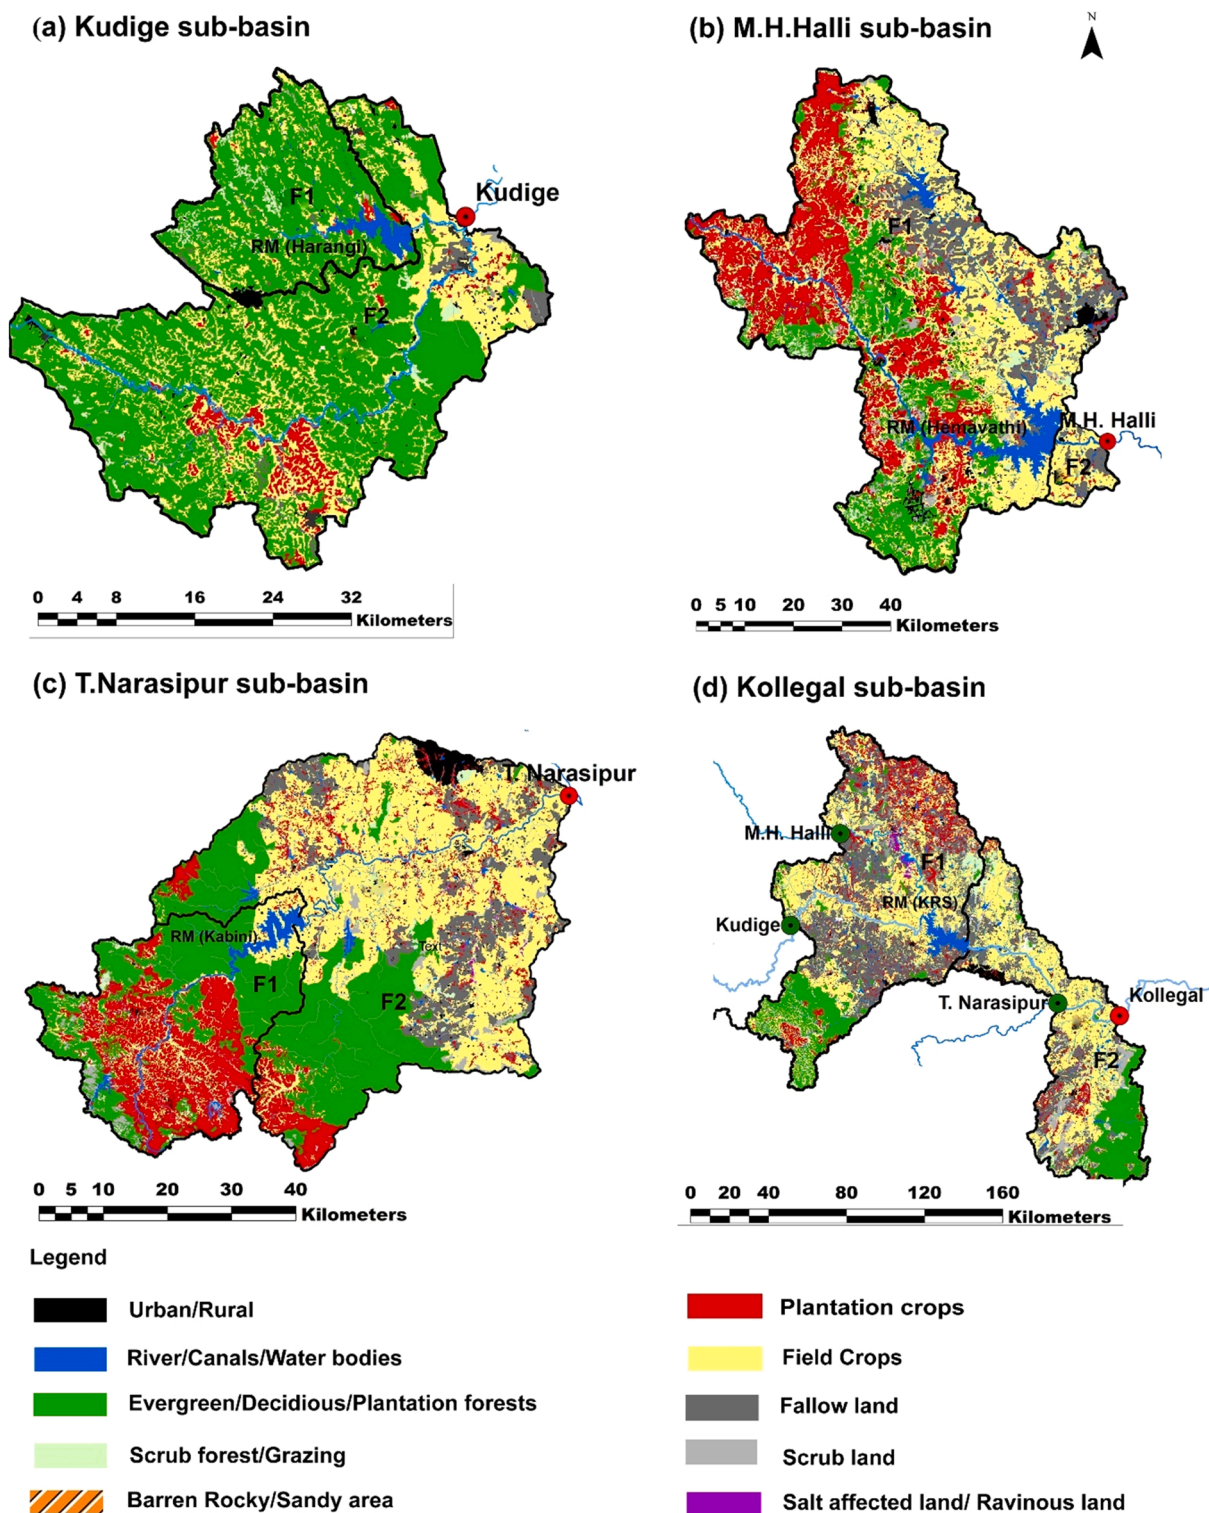 (a) Kudige sub-basin
(b) M.H.Halli sub-basin
N
F1
Kudige
RM (Harangi)
F2
0 4 8 16 24 32
Kilometers
F1
M.H. Halli
RM (Hemavathi)
F2
0 5 10 20 30 40
Kilometers
(c) T.Narasipur sub-basin
(d) Kollegal sub-basin
T. Narasipur
RM (Kabini)
Text
F1
F2
0 5 10 20 30 40
Kilometers
M.H. Halli
F1
RM (KRS)
Kudige
T. Narasipur
Kollegal
F2
0 20 40 80 120 160
Kilometers
Legend
Urban/Rural
River/Canals/Water bodies
Evergreen/Decidious/Plantation forests
Scrub forest/Grazing
Barren Rocky/Sandy area
Plantation crops
Field Crops
Fallow land
Scrub land
Salt affected land/ Ravinous land